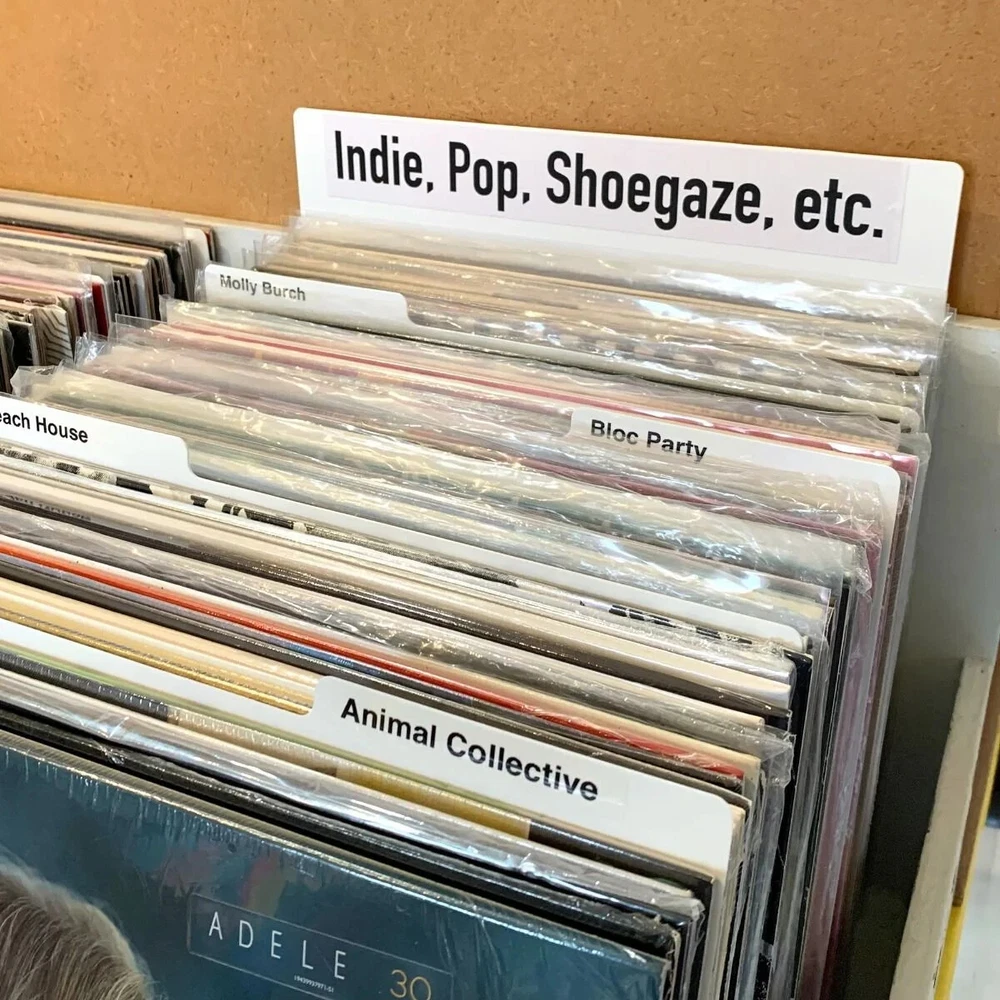 Indie, Pop, Shoegaze, etc.
Molly Burch
Bloc Party
each House
Animal Collective
ADELE 30